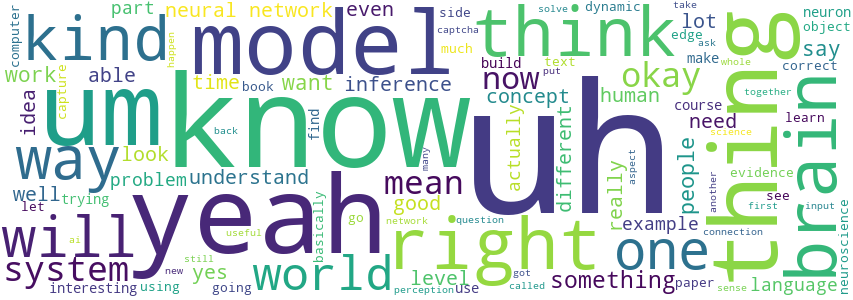 computer
kind
part
neural network
even
side
solve
dynamic
take
neuron
model
think
lot
object
captcha
edge
ask
say
much
make
whole
work
capture
able
time
book
want
inference
build
now
text
put
okay
correct
idea
um
know
uh
concept
human
course
together
thing
brain
find
back
actually
different
need
learn
science
way
look
many
people
evidence
well
problem
understand
mean
really
aspect
another
see
trying
let
yeah
good
example
first
input
will
basically
go
network
question
right
one
connection
ai
useful
neuroscience
system
still
yes
world
level
got
something
sense
language
interesting
new
using
going
perception
use
called
paper
happen